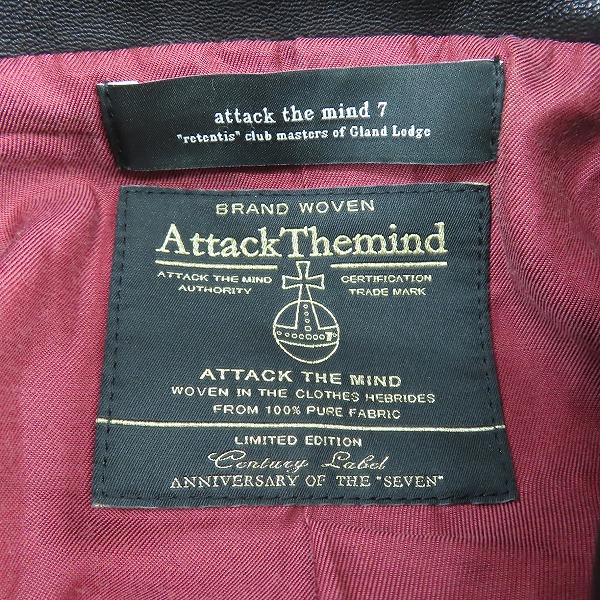 attack the mind 7
"retentis" club masters of Gland Lodge
BRAND WOVEN
AttackThemind
ATTACK THE MIND AUTHORITY
CERTIFICATION TRADE MARK
7
ATTACK THE MIND
WOVEN IN THE CLOTHES HEBRIDES
FROM 100% PURE FABRIC
LIMITED EDITION
Century Label
ANNIVERSARY OF THE "SEVEN"